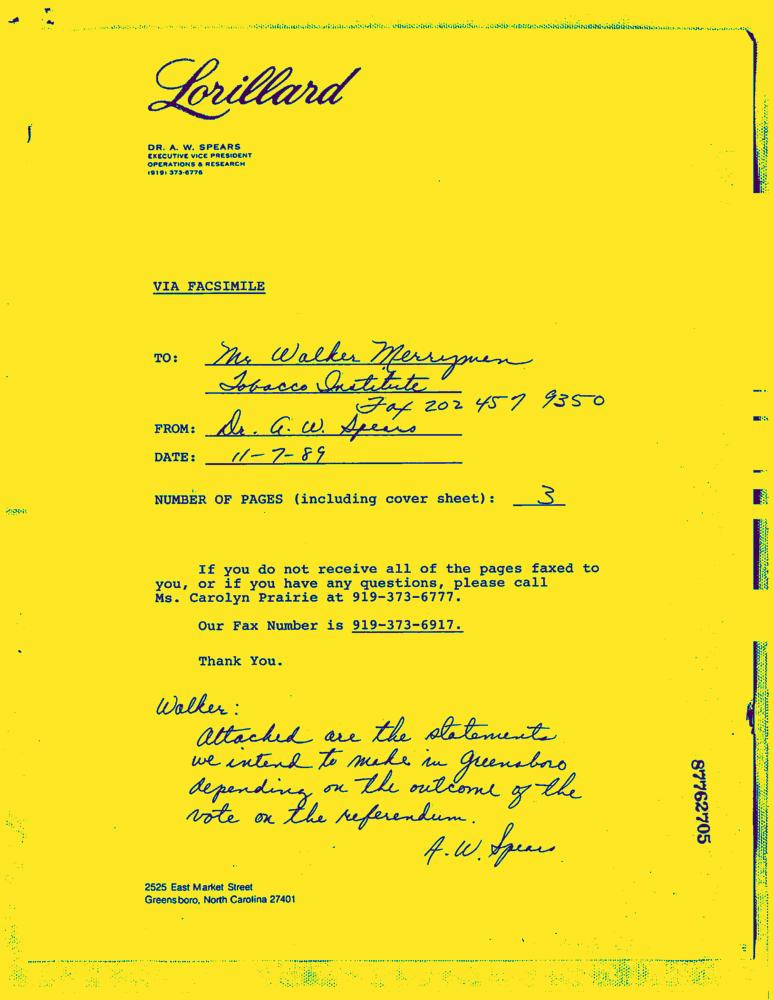 Lorillard
DR. A. W. SPEARS
EXECUTIVE VICE PRESIDENT
OPERATIONS & RESEARCH
(919) 373-6776
VIA FACSIMILE
TO: Mr Walker Merryman
Tobacco Institute
Fax 202 457 9350
FROM: Dr. A. W. Spears
DATE: 11-7-89
NUMBER OF PAGES (including cover sheet): 3
If you do not receive all of the pages faxed to
you, or if you have any questions, please call
Ms. Carolyn Prairie at 919-373-6777.
Our Fax Number is 919-373-6917.
Thank You.
Walker:
Attached are the statements
we intend to make in Greensboro
depending on the outcome of the
vote on the referendum.
A. W. Spears
87762705
2525 East Market Street
Greensboro, North Carolina 27401